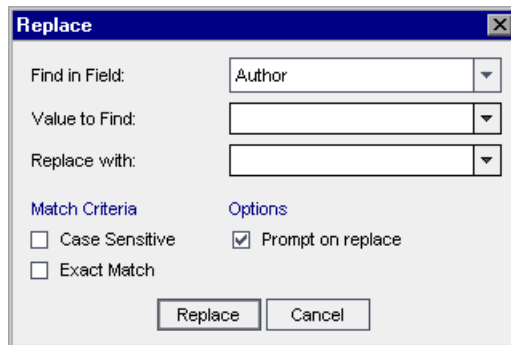 Replace
Find in Field: Author
Value to Find:
Replace with:
Match Criteria Options
Case Sensitive Prompt on replace
Exact Match
Replace Cancel